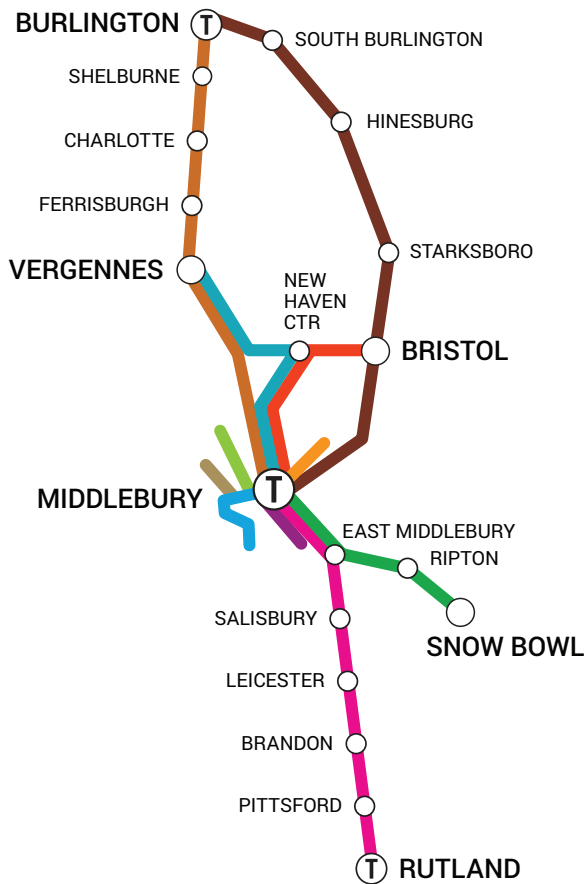 BURLINGTON
T
SOUTH BURLINGTON
SHELBURNE
HINESBURG
CHARLOTTE
FERRISBURGH
STARKSBORO
VERGENNES
NEW
HAVEN
CTR
BRISTOL
MIDDLEBURY
T
EAST MIDDLEBURY
RIPTON
SALISBURY
SNOW BOWL
LEICESTER
BRANDON
PITTSFORD
T
RUTLAND